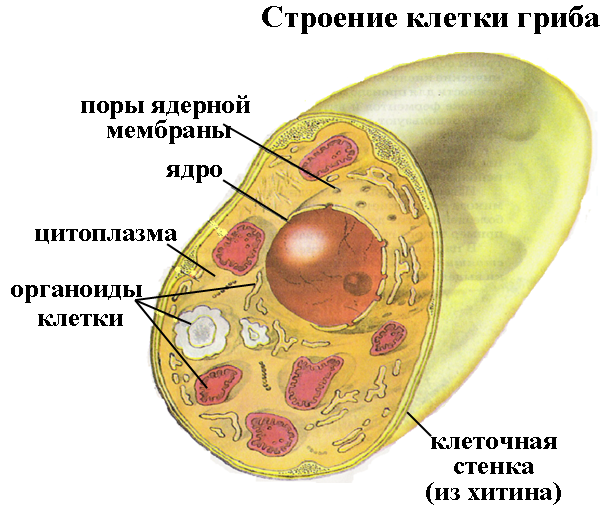 Строение клетки гриба
поры ядерной
мембраны
ядро
цитоплазма
органоиды
клетки
клеточная
стенка
(из хитина)